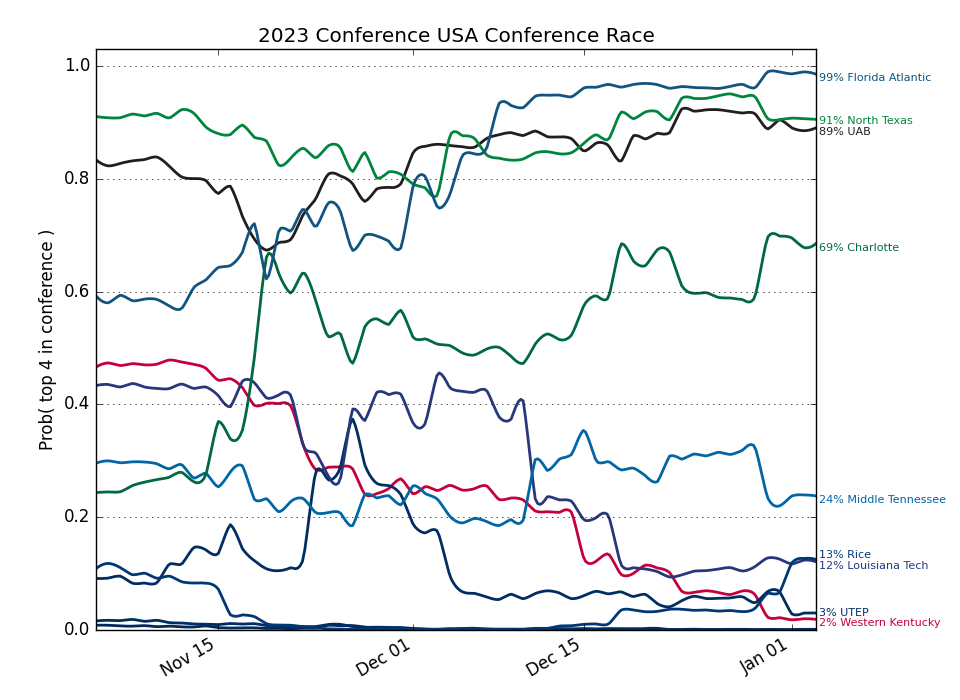 2023 Conference USA Conference Race
Prob( top 4 in conference )
1.0
0.8
0.6
0.4
0.2
0.0
Nov 15
Dec 01
Dec 15
Jan 01
99% Florida Atlantic
91% North Texas
89% UAB
69% Charlotte
24% Middle Tennessee
13% Rice
12% Louisiana Tech
3% UTEP
2% Western Kentucky